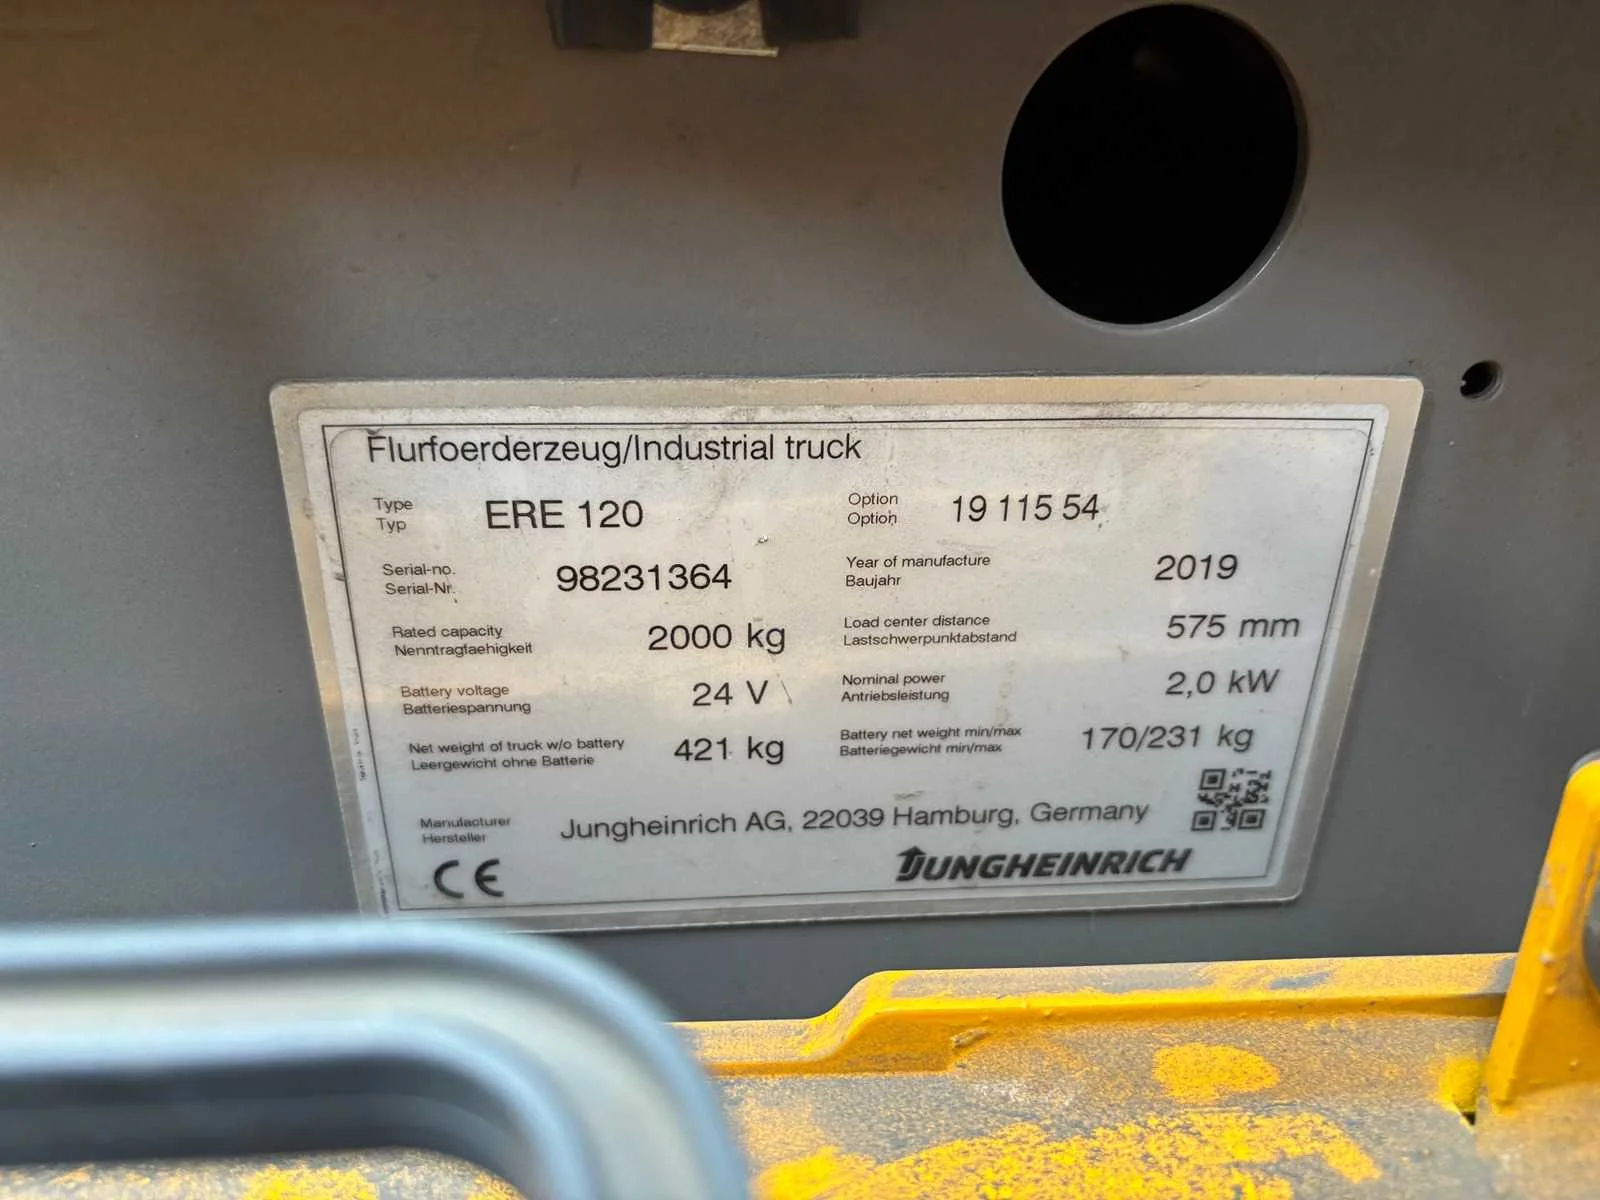 Flurfoerderzeug/Industrial truck
Type
Typ
ERE 120
Option
Option
19 115 54
Serial-no.
Serial-Nr.
98231364
Year of manufacture
Baujahr
2019
Rated capacity
Nenntragfaehigkeit
2000 kg
Load center distance
Lastschwerpunktabstand
575 mm
Battery voltage
Batteriespannung
24 V
Nominal power
Antriebsleistung
2,0 kW
Net weight of truck w/o battery
Leergewicht ohne Batterie
421 kg
Battery net weight min/max
Batteriegewicht min/max
170/231 kg
Manufacturer
Hersteller
Jungheinrich AG, 22039 Hamburg, Germany
CE
JUNGHEINRICH